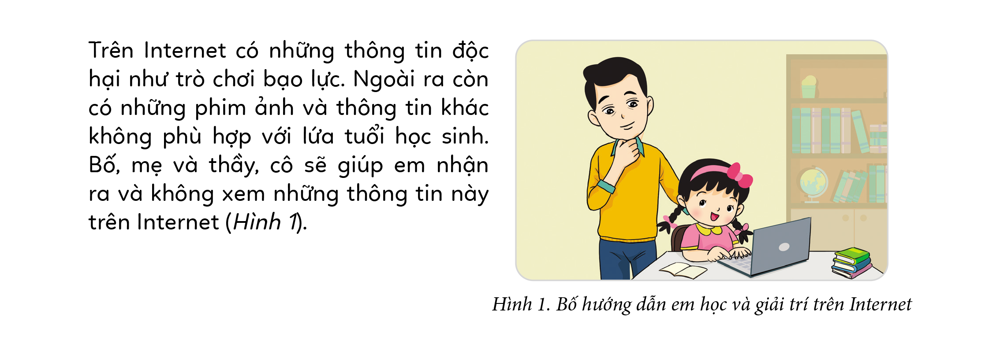 Trên Internet có những thông tin độc
hại như trò chơi bạo lực. Ngoài ra còn
có những phim ảnh và thông tin khác
không phù hợp với lứa tuổi học sinh.
Bố, mẹ và thầy, cô sẽ giúp em nhận
ra và không xem những thông tin này
trên Internet (Hình 1).
Hình 1. Bố hướng dẫn em học và giải trí trên Internet